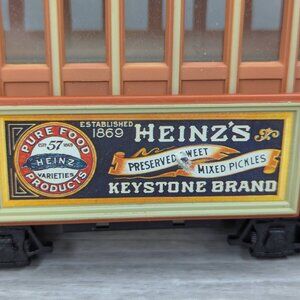 PURE FOOD
57
HEINZ
VARIETIES
PRODUCTS
ESTABLISHED
1869
HEINZ'S
PRESERVED SWEET
MIXED PICKLES
KEYSTONE BRAND